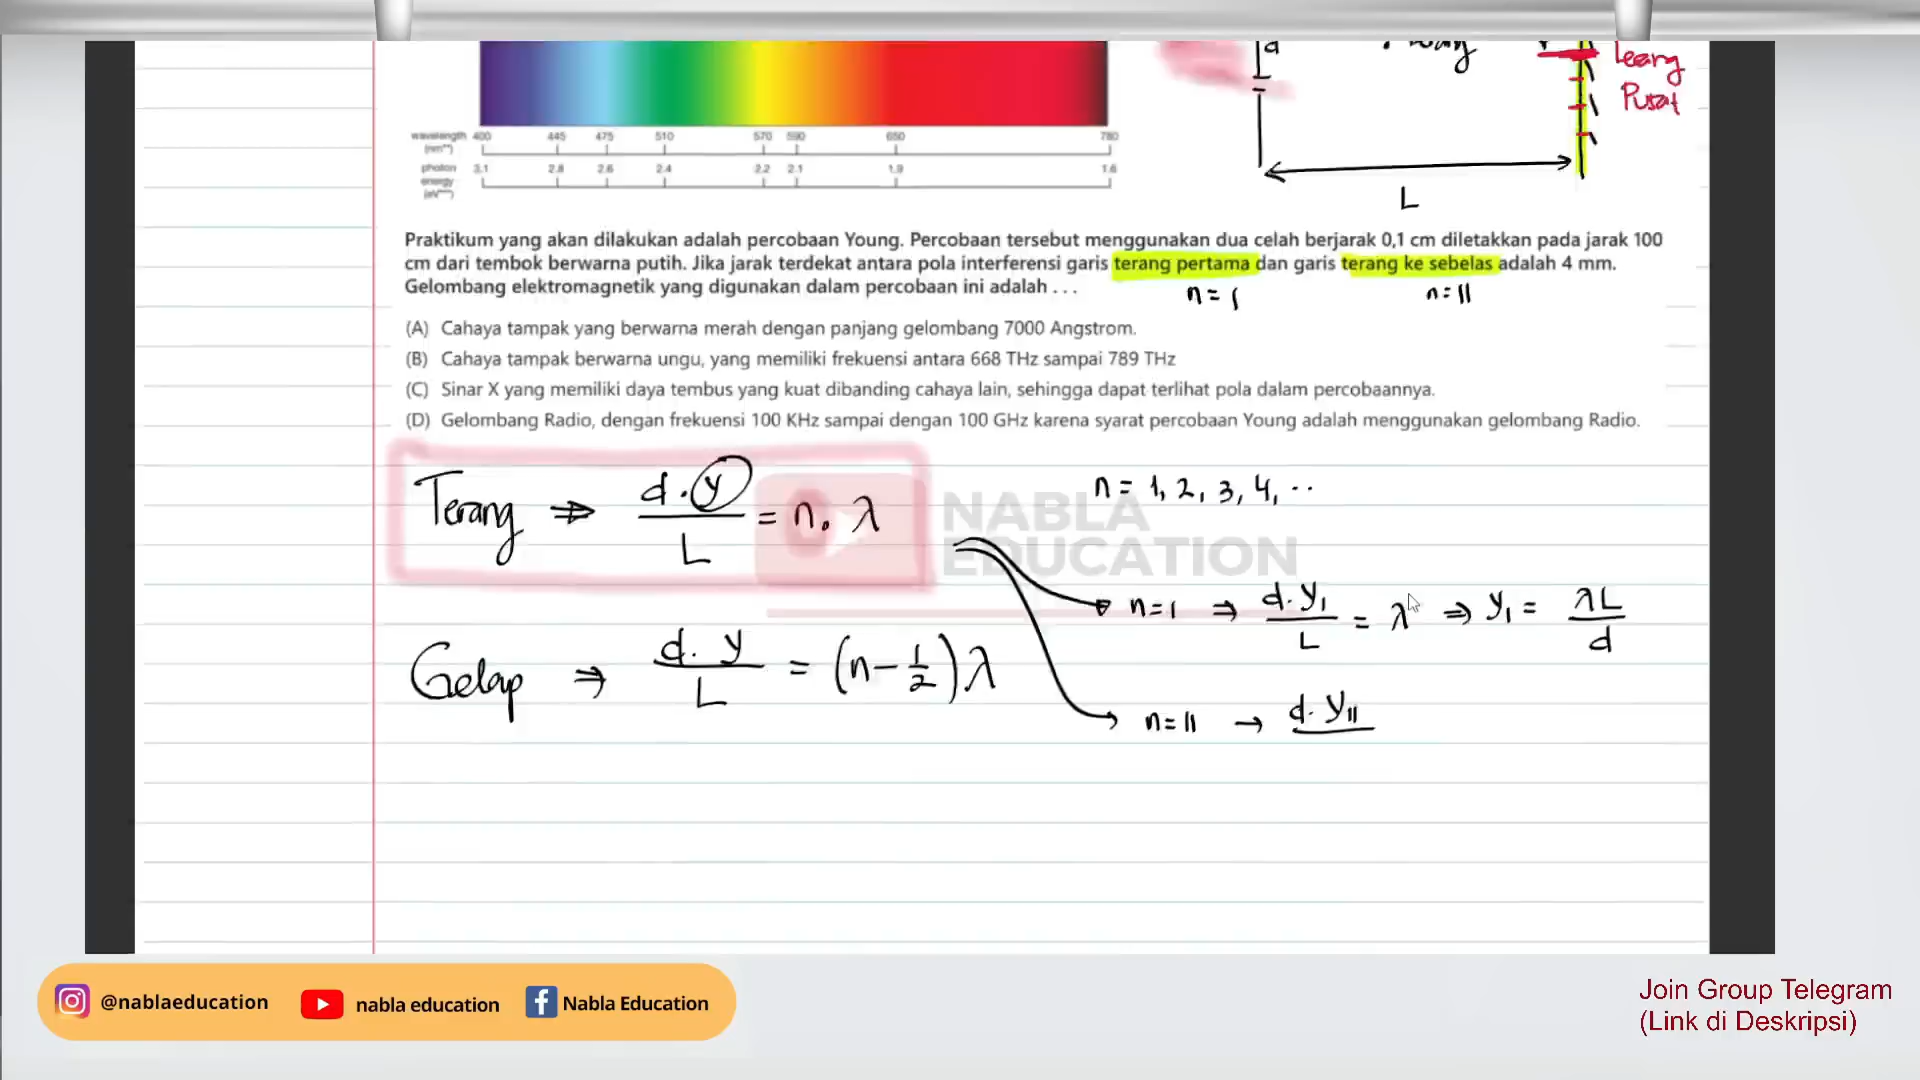 d
Terang
Pusat
wavelength (nm**) 400 445 475 510 570 590 650 780
photon energy (eV***) 3.1 2.8 2.6 2.4 2.2 2.1 1.9 1.6
L
Praktikum yang akan dilakukan adalah percobaan Young. Percobaan tersebut menggunakan dua celah berjarak 0,1 cm diletakkan pada jarak 100
cm dari tembok berwarna putih. Jika jarak terdekat antara pola interferensi garis terang pertama dan garis terang ke sebelas adalah 4 mm.
Gelombang elektromagnetik yang digunakan dalam percobaan ini adalah . . .
n = 1
n = 11
(A) Cahaya tampak yang berwarna merah dengan panjang gelombang 7000 Angstrom.
(B) Cahaya tampak berwarna ungu, yang memiliki frekuensi antara 668 THz sampai 789 THz
(C) Sinar X yang memiliki daya tembus yang kuat dibanding cahaya lain, sehingga dapat terlihat pola dalam percobaannya.
(D) Gelombang Radio, dengan frekuensi 100 KHz sampai dengan 100 GHz karena syarat percobaan Young adalah menggunakan gelombang Radio.
Terang ⇒ d . y / L = n . λ
n = 1, 2, 3, 4, ..
NABLA
EDUCATION
n=1 ⇒ d. y₁ / L = λ ⇒ y₁ = λL / d
Gelap ⇒ d. y / L = (n - 1/2) λ
n = 11 → d. y₁₁
@nablaeducation nabla education Nabla Education
Join Group Telegram
(Link di Deskripsi)